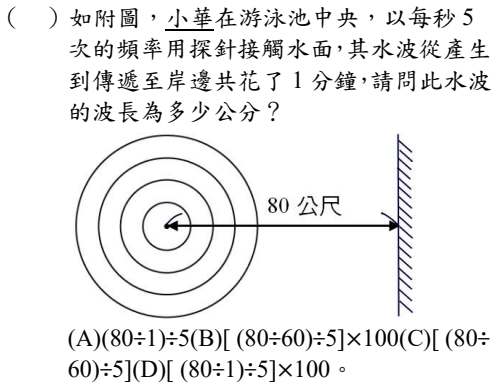 (　　)如附圖，小華在游泳池中央，以每秒 5
次的頻率用探針接觸水面，其水波從產生
到傳遞至岸邊共花了 1 分鐘，請問此水波
的波長為多少公分？
80 公尺
(A)(80÷1)÷5(B)[ (80÷60)÷5]×100(C)[ (80÷
60)÷5](D)[ (80÷1)÷5]×100。